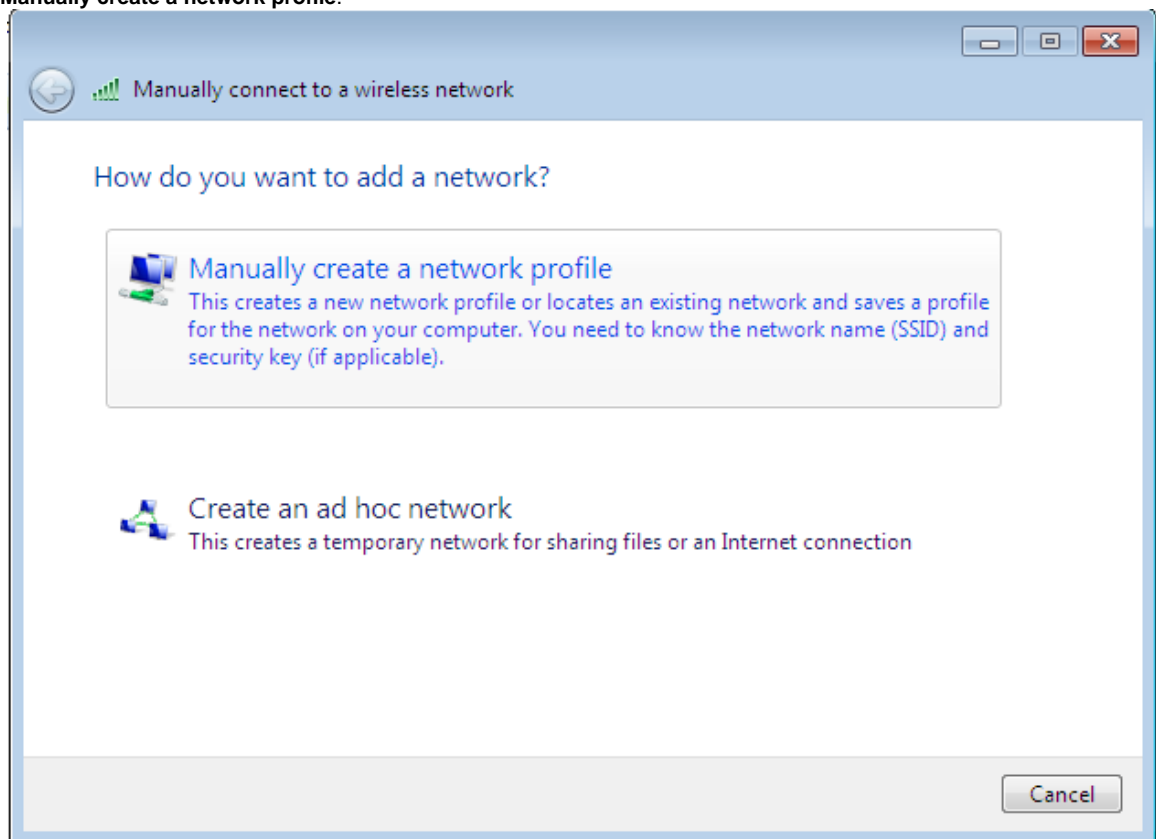 Manually create a network profile.
Manually connect to a wireless network
How do you want to add a network?
Manually create a network profile
This creates a new network profile or locates an existing network and saves a profile
for the network on your computer. You need to know the network name (SSID) and
security key (if applicable).
Create an ad hoc network
This creates a temporary network for sharing files or an Internet connection
Cancel